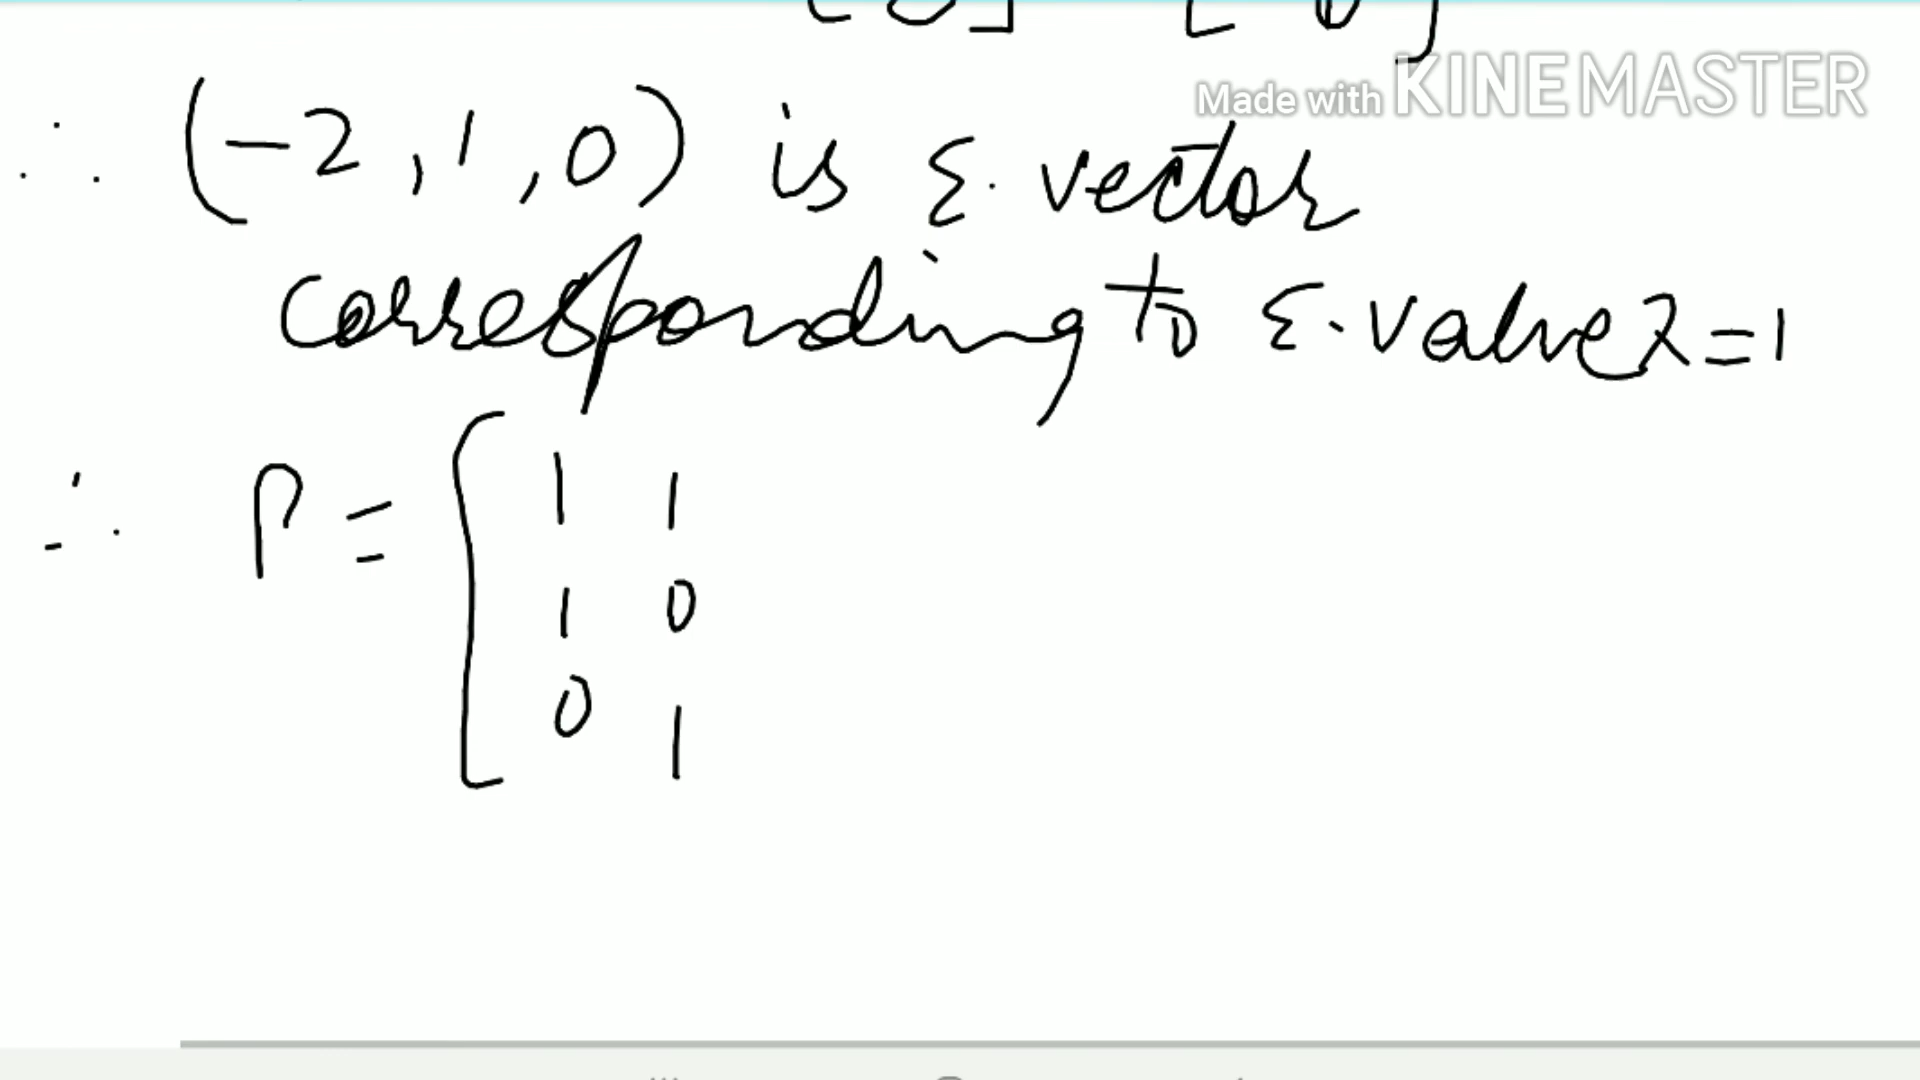 Made with KINEMASTER
∴ (-2, 1, 0) is E. vector
corresponding to E. value λ = 1
∴ P = [ 1 1
1 0
0 1